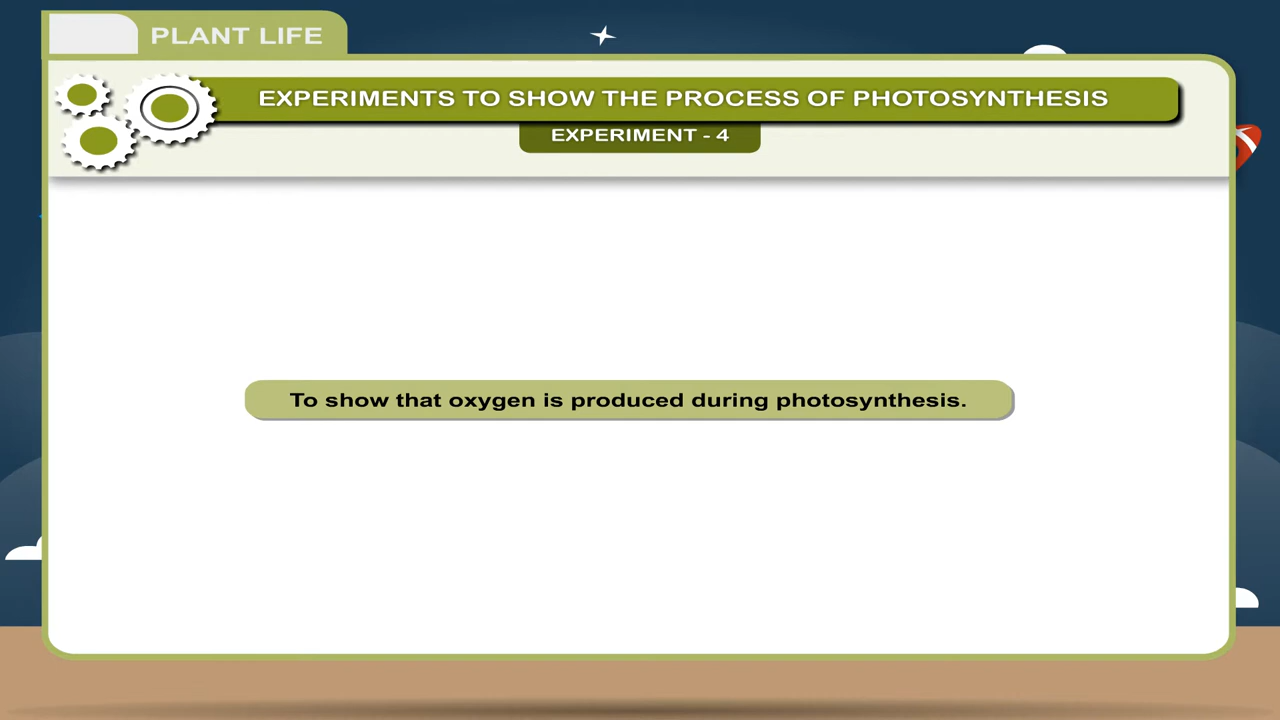 PLANT LIFE
EXPERIMENTS TO SHOW THE PROCESS OF PHOTOSYNTHESIS
EXPERIMENT - 4
To show that oxygen is produced during photosynthesis.